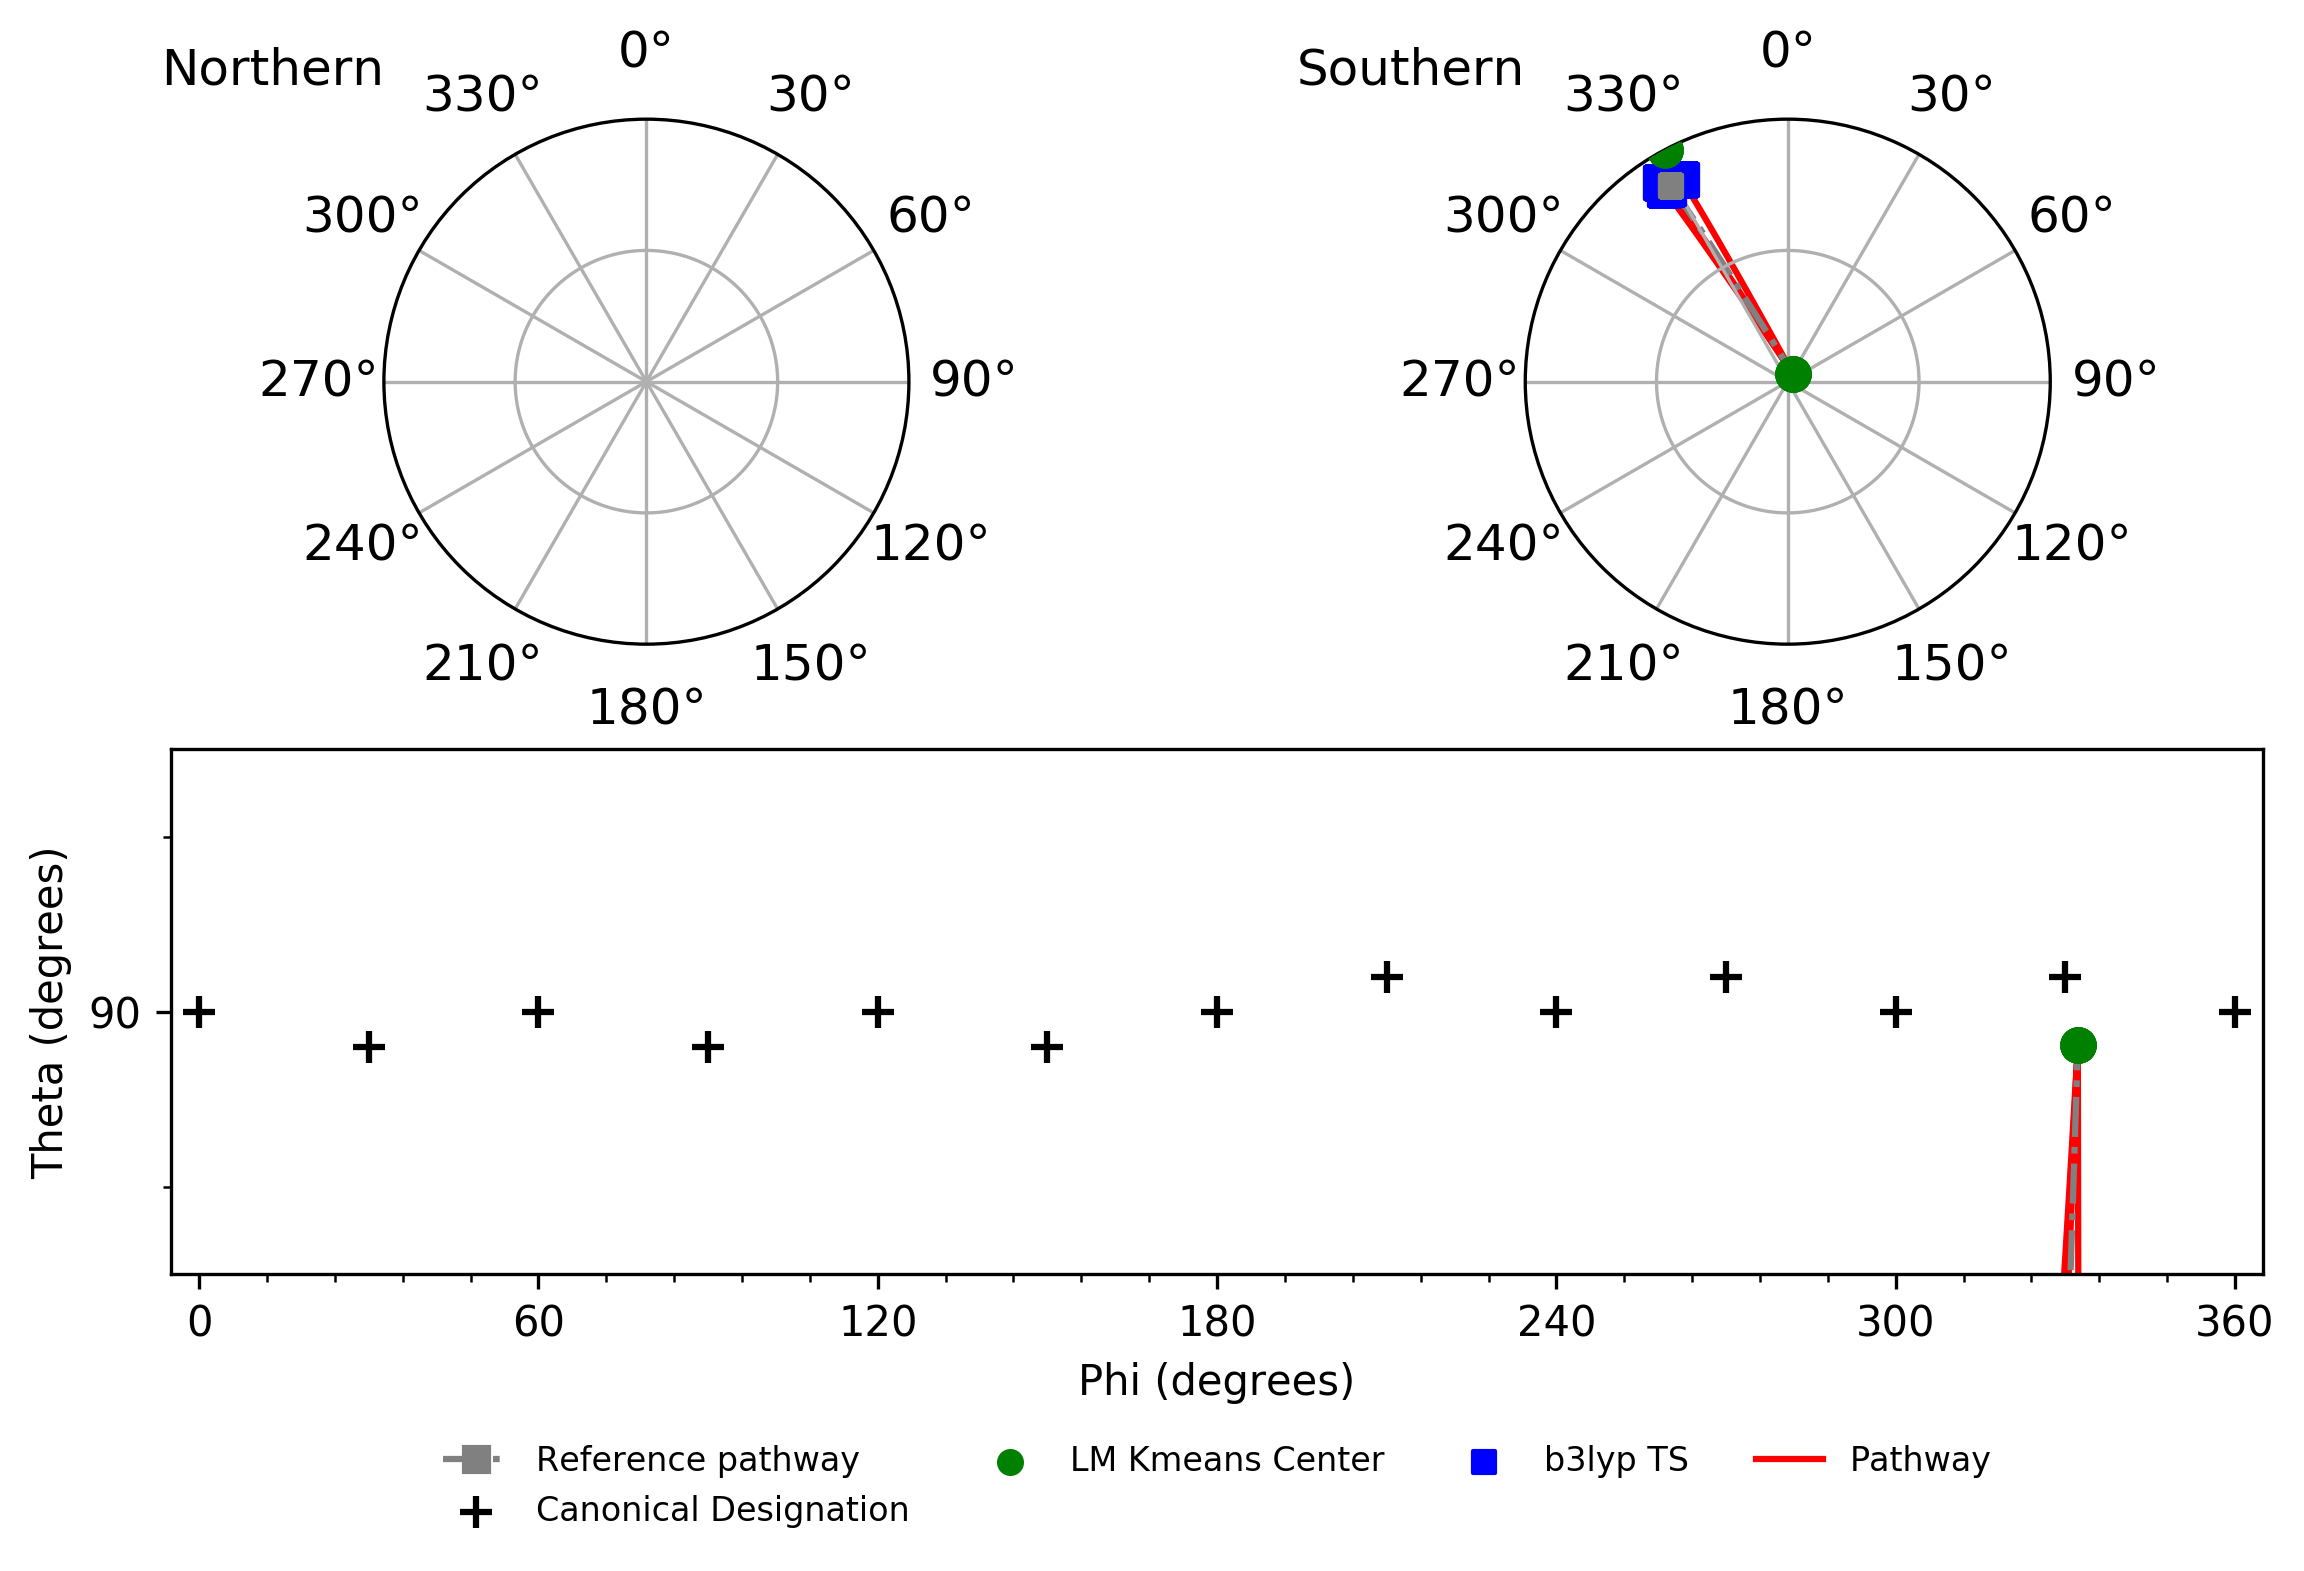 Northern
0°
30°
60°
90°
120°
150°
180°
210°
240°
270°
300°
330°
Southern
0°
30°
60°
90°
120°
150°
180°
210°
240°
270°
300°
330°
Theta (degrees)
90
0 60 120 180 240 300 360
Phi (degrees)
Reference pathway
Canonical Designation
LM Kmeans Center
b3lyp TS
Pathway